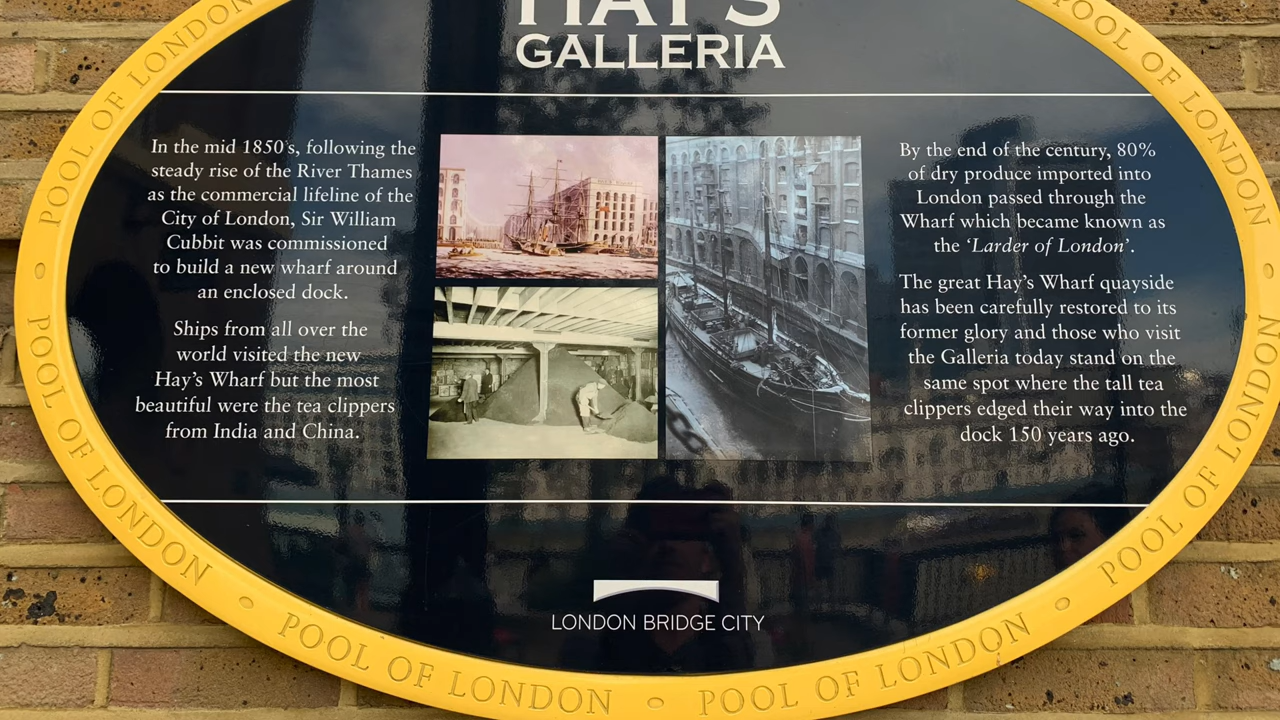 HAY'S
GALLERIA
In the mid 1850's, following the
steady rise of the River Thames
as the commercial lifeline of the
City of London, Sir William
Cubbit was commissioned
to build a new wharf around
an enclosed dock.
Ships from all over the
world visited the new
Hay's Wharf but the most
beautiful were the tea clippers
from India and China.
By the end of the century, 80%
of dry produce imported into
London passed through the
Wharf which became known as
the 'Larder of London'.
The great Hay's Wharf quayside
has been carefully restored to its
former glory and those who visit
the Galleria today stand on the
same spot where the tall tea
clippers edged their way into the
dock 150 years ago.
LONDON BRIDGE CITY
POOL OF LONDON
POOL OF LONDON
POOL OF LONDON
POOL OF LONDON
POOL OF LONDON
POOL OF LONDON